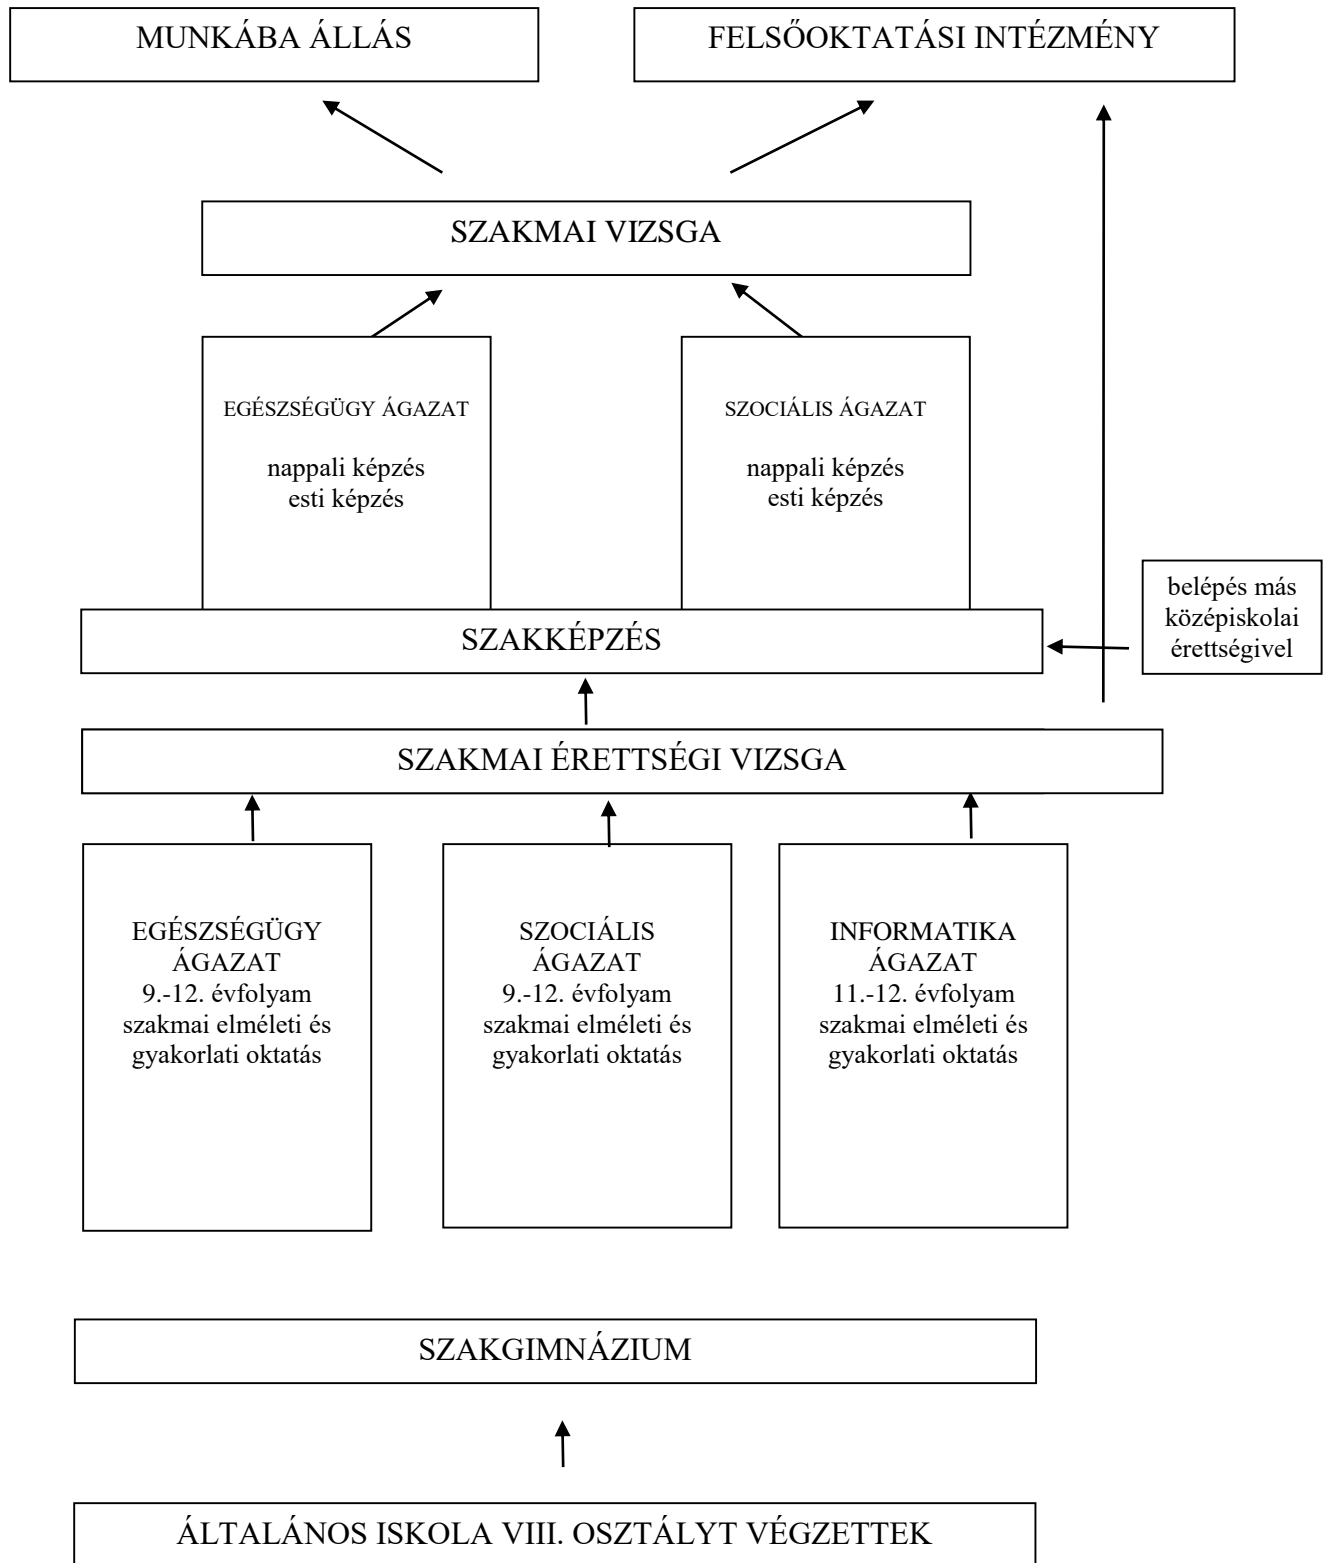 MUNKÁBA ÁLLÁS
FELSŐOKTATÁSI INTÉZMÉNY
SZAKMAI VIZSGA
EGÉSZSÉGÜGY ÁGAZAT
nappali képzés
esti képzés
SZOCIÁLIS ÁGAZAT
nappali képzés
esti képzés
belépés más
középiskolai
érettségivel
SZAKKÉPZÉS
SZAKMAI ÉRETTSÉGI VIZSGA
EGÉSZSÉGÜGY
ÁGAZAT
9.-12. évfolyam
szakmai elméleti és
gyakorlati oktatás
SZOCIÁLIS
ÁGAZAT
9.-12. évfolyam
szakmai elméleti és
gyakorlati oktatás
INFORMATIKA
ÁGAZAT
11.-12. évfolyam
szakmai elméleti és
gyakorlati oktatás
SZAKGIMNÁZIUM
ÁLTALÁNOS ISKOLA VIII. OSZTÁLYT VÉGZETTEK